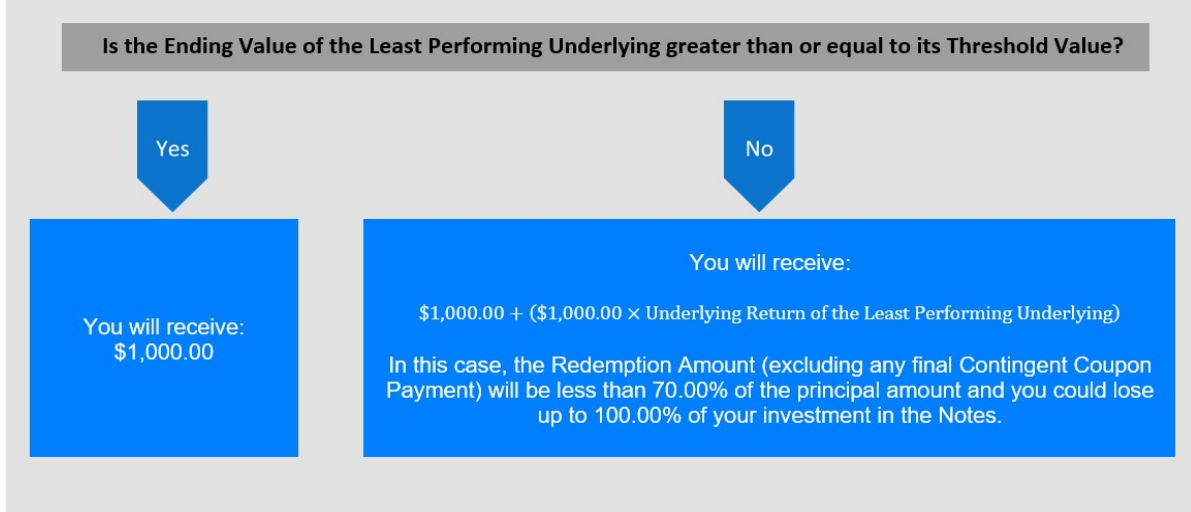 Is the Ending Value of the Least Performing Underlying greater than or equal to its Threshold Value?
Yes
No
You will receive:
$1,000.00
You will receive:
$1,000.00 + ($1,000.00 × Underlying Return of the Least Performing Underlying)
In this case, the Redemption Amount (excluding any final Contingent Coupon
Payment) will be less than 70.00% of the principal amount and you could lose
up to 100.00% of your investment in the Notes.